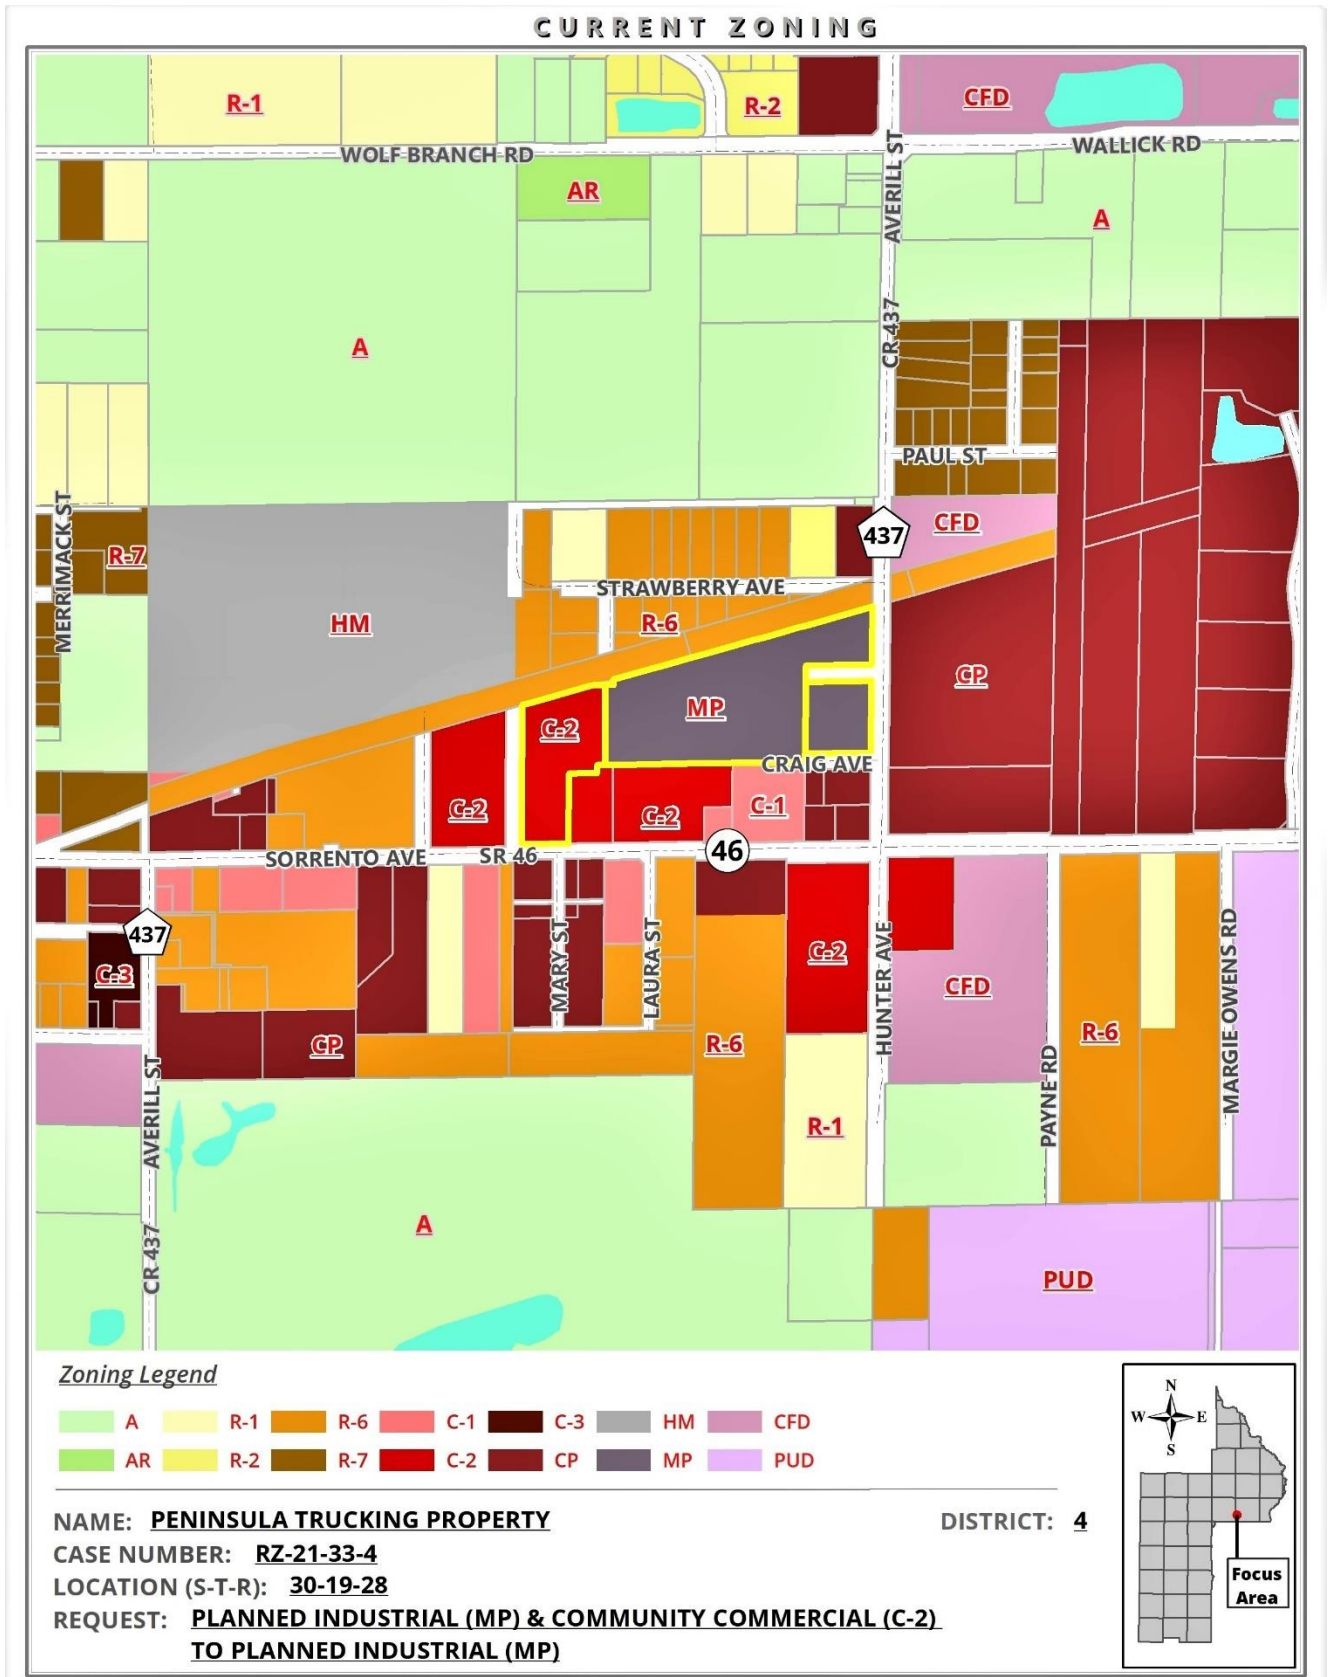 CURRENT ZONING
R-1
R-2
CFD
WOLF BRANCH RD
WALLICK RD
AR
AVERILL ST
A
A
CR 437
PAUL ST
MERRIMACK ST
R-7
437
CFD
STRAWBERRY AVE
HM
R-6
CP
MP
C-2
CRAIG AVE
C-2
C-2
C-1
SORRENTO AVE
SR 46
46
437
MARY ST
LAURA ST
C-2
HUNTER AVE
C-3
CFD
MARGIE OWENS RD
CP
R-6
R-6
AVERILL ST
PAYNE RD
R-1
A
CR 437
PUD
Zoning Legend
A R-1 R-6 C-1 C-3 HM CFD
AR R-2 R-7 C-2 CP MP PUD
N
W E
S
NAME: PENINSULA TRUCKING PROPERTY DISTRICT: 4
CASE NUMBER: RZ-21-33-4
LOCATION (S-T-R): 30-19-28
REQUEST: PLANNED INDUSTRIAL (MP) & COMMUNITY COMMERCIAL (C-2)
TO PLANNED INDUSTRIAL (MP)
Focus
Area